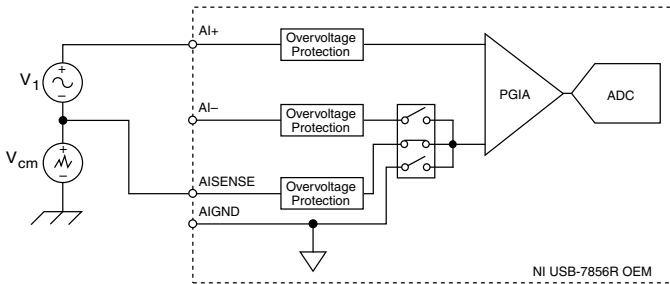 AI+
Overvoltage
Protection
+
V1
–
AI–
Overvoltage
Protection
PGIA
ADC
+
Vcm
–
AISENSE
Overvoltage
Protection
AIGND
NI USB-7856R OEM